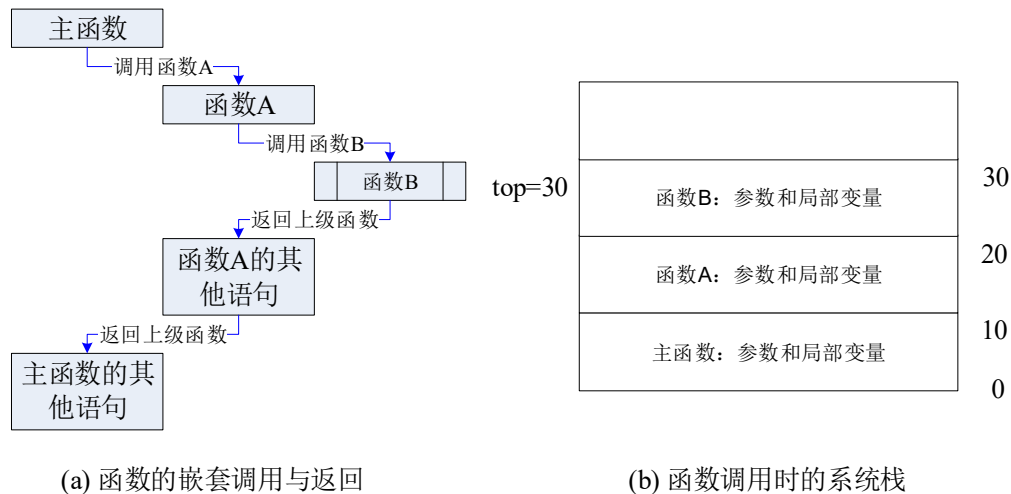 主函数
调用函数A
函数A
调用函数B
函数B
返回上级函数
函数A的其
他语句
返回上级函数
主函数的其
他语句
(a) 函数的嵌套调用与返回
top=30
函数B：参数和局部变量
函数A：参数和局部变量
主函数：参数和局部变量
30
20
10
0
(b) 函数调用时的系统栈